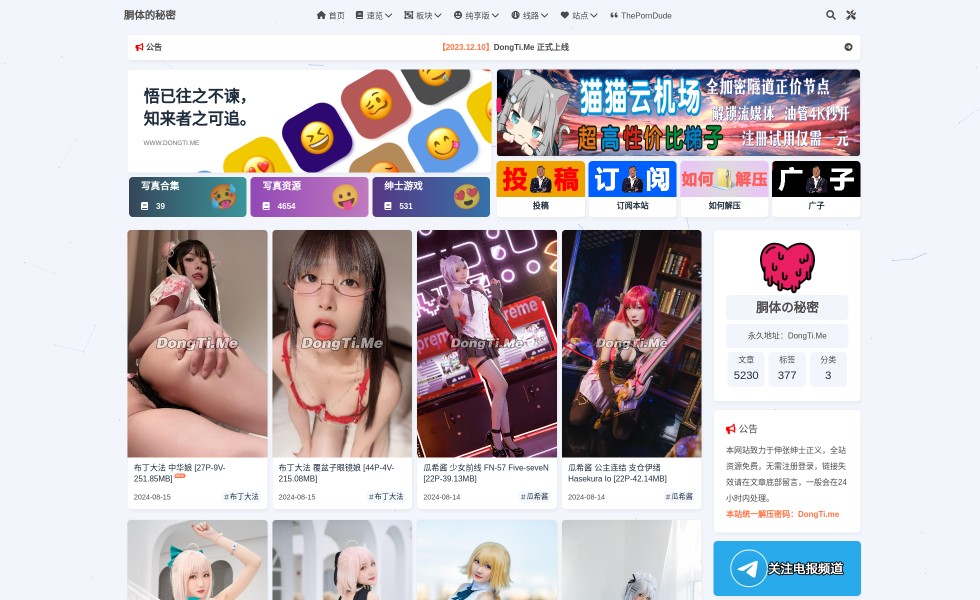 胴体的秘密
首页
速览
板块
纯享版
线路
站点
ThePornDude
公告
【2023.12.10】DongTi.Me 正式上线
悟已往之不谏，
知来者之可追。
WWW.DONGTI.ME
猫猫云机场
全加密隧道正价节点
解锁流媒体 油管4K秒开
超高性价比梯子
注册试用仅需一元
写真合集
39
写真资源
4654
绅士游戏
531
投稿
投稿
订阅
订阅本站
如何解压
如何解压
广子
广子
DongTi.Me
DongTi.Me
DongTi.Me
DongTi.Me
布丁大法 中华娘 [27P-9V-
251.85MB]
2024-08-15
#布丁大法
布丁大法 覆盆子眼镜娘 [44P-4V-
215.08MB]
2024-08-15
#布丁大法
瓜希酱 少女前线 FN-57 Five-seveN
[22P-39.13MB]
2024-08-14
#瓜希酱
瓜希酱 公主连结 支仓伊绪
Hasekura Io [22P-42.14MB]
2024-08-14
#瓜希酱
胴体の秘密
永久地址：DongTi.Me
文章
5230
标签
377
分类
3
公告
本网站致力于伸张绅士正义，全站
资源免费，无需注册登录，链接失
效请在文章底部留言，一般会在24
小时内处理。
本站统一解压密码：DongTi.me
关注电报频道